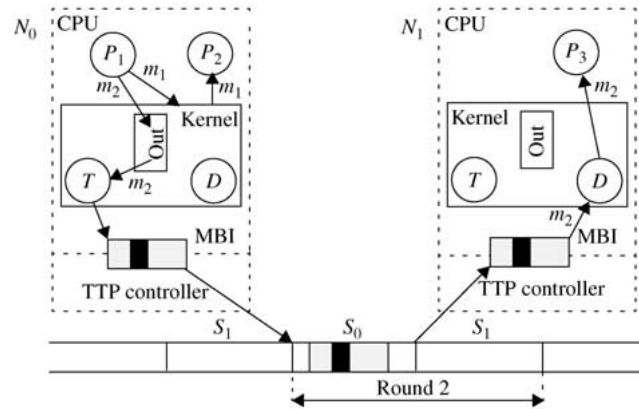 N0 CPU N1 CPU
P1 P2 P3
m1
m2 m1 m2
Kernel Kernel
Out Out
m2
T D T D
m2
MBI MBI
TTP controller TTP controller
S1 S0 S1
Round 2